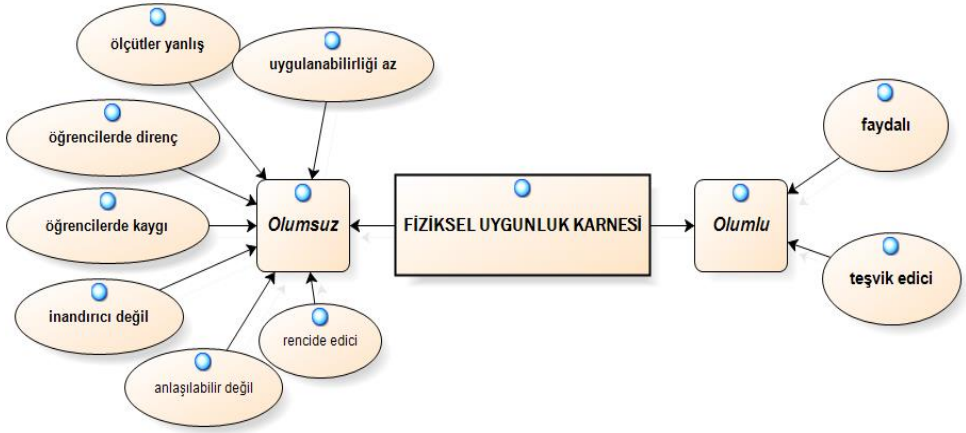 ölçütler yanlış
uygulanabilirliği az
öğrencilerde direnç
faydalı
öğrencilerde kaygı
Olumsuz
FİZİKSEL UYGUNLUK KARNESİ
Olumlu
teşvik edici
inandırıcı değil
rencide edici
anlaşılabilir değil